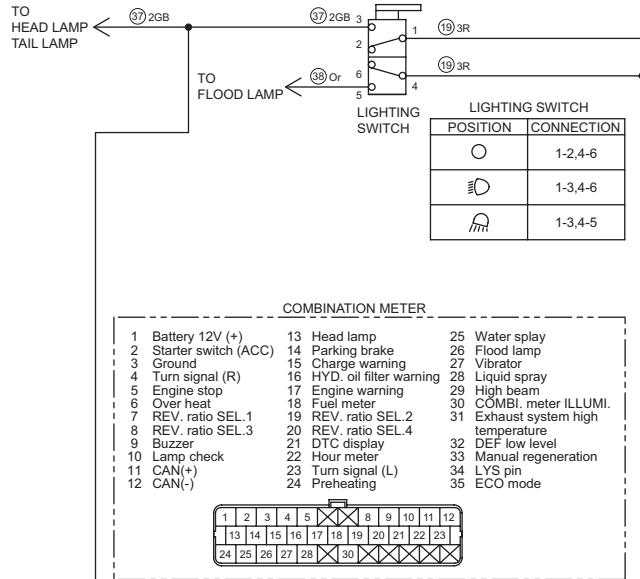 TO
HEAD LAMP
TAIL LAMP
37 2GB
37 2GB 3
2
1
19 3R
6
5
4
19 3R
TO
FLOOD LAMP
38 Or
LIGHTING
SWITCH
LIGHTING SWITCH
POSITION CONNECTION
1-2,4-6
1-3,4-6
1-3,4-5
COMBINATION METER
1 Battery 12V (+)
2 Starter switch (ACC)
3 Ground
4 Turn signal (R)
5 Engine stop
6 Over heat
7 REV. ratio SEL.1
8 REV. ratio SEL.3
9 Buzzer
10 Lamp check
11 CAN(+)
12 CAN(-)
13 Head lamp
14 Parking brake
15 Charge warning
16 HYD. oil filter warning
17 Engine warning
18 Fuel meter
19 REV. ratio SEL.2
20 REV. ratio SEL.4
21 DTC display
22 Hour meter
23 Turn signal (L)
24 Preheating
25 Water splay
26 Flood lamp
27 Vibrator
28 Liquid spray
29 High beam
30 COMBI. meter ILLUMI.
31 Exhaust system high
temperature
32 DEF low level
33 Manual regeneration
34 LYS pin
35 ECO mode
1 2 3 4 5 8 9 10 11 12
13 14 15 16 17 18 19 20 21 22 23
24 25 26 27 28 30